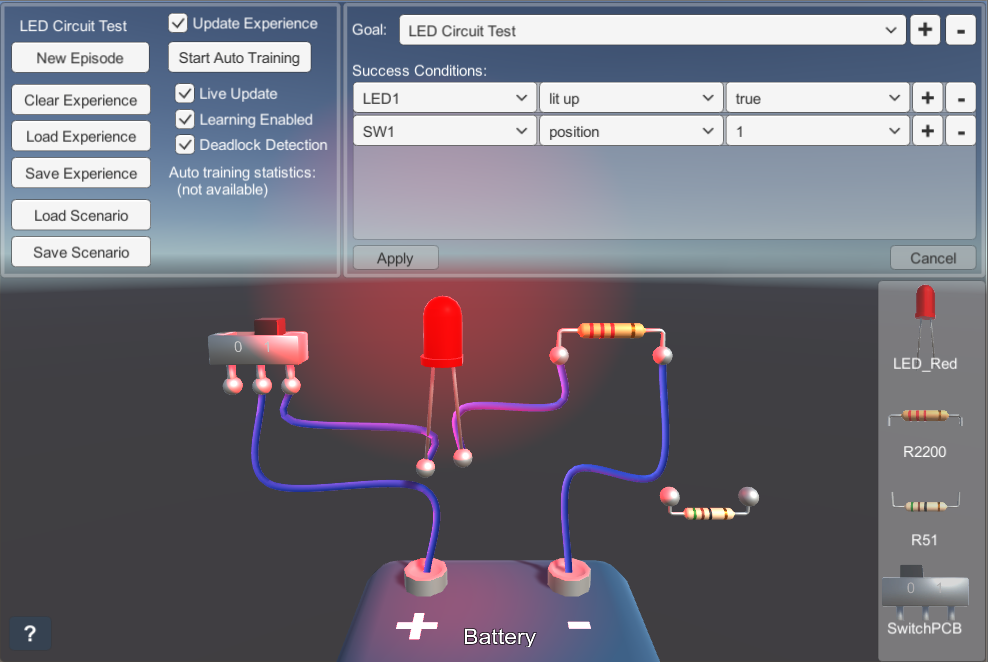 LED Circuit Test
Update Experience
New Episode
Start Auto Training
Clear Experience
Live Update
Learning Enabled
Load Experience
Deadlock Detection
Save Experience
Auto training statistics:
(not available)
Load Scenario
Save Scenario
Goal: LED Circuit Test + -
Success Conditions:
LED1 lit up true + -
SW1 position 1 + -
Apply Cancel
0 1
LED_Red
R2200
R51
0 1
SwitchPCB
+ -
Battery
?